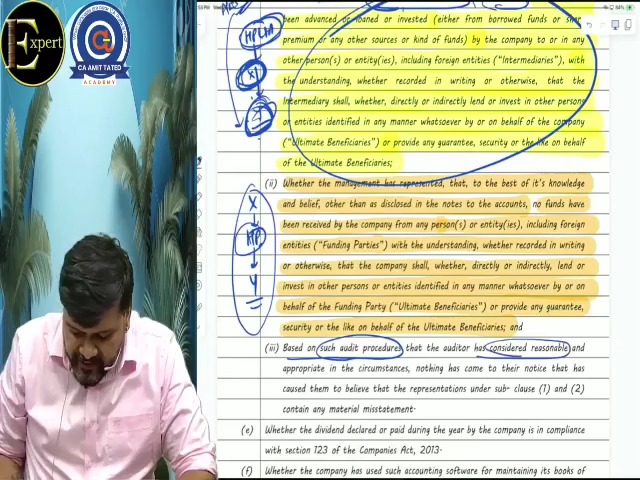 Expert
CA AMIT TATED
ACADEMY
been advanced or loaned or invested (either from borrowed funds or share
premium or any other sources or kind of funds) by the company to or in any
other person(s) or entity(ies), including foreign entities ("Intermediaries"), with
the understanding, whether recorded in writing or otherwise, that the
Intermediary shall, whether, directly or indirectly lend or invest in other persons
or entities identified in any manner whatsoever by or on behalf of the company
("Ultimate Beneficiaries") or provide any guarantee, security or the like on behalf
of the Ultimate Beneficiaries;
(ii) Whether the management has represented, that, to the best of it's knowledge
and belief, other than as disclosed in the notes to the accounts, no funds have
been received by the company from any person(s) or entity(ies), including foreign
entities ("Funding Parties") with the understanding, whether recorded in writing
or otherwise, that the company shall, whether, directly or indirectly, lend or
invest in other persons or entities identified in any manner whatsoever by or on
behalf of the Funding Party ("Ultimate Beneficiaries") or provide any guarantee,
security or the like on behalf of the Ultimate Beneficiaries; and
X
HP
Y
(iii) Based on such audit procedures that the auditor has considered reasonable and
appropriate in the circumstances, nothing has come to their notice that has
caused them to believe that the representations under sub- clause (1) and (2)
contain any material misstatement.
(e) Whether the dividend declared or paid during the year by the company is in compliance
with section 123 of the Companies Act, 2013.
(f) Whether the company has used such accounting software for maintaining its books of